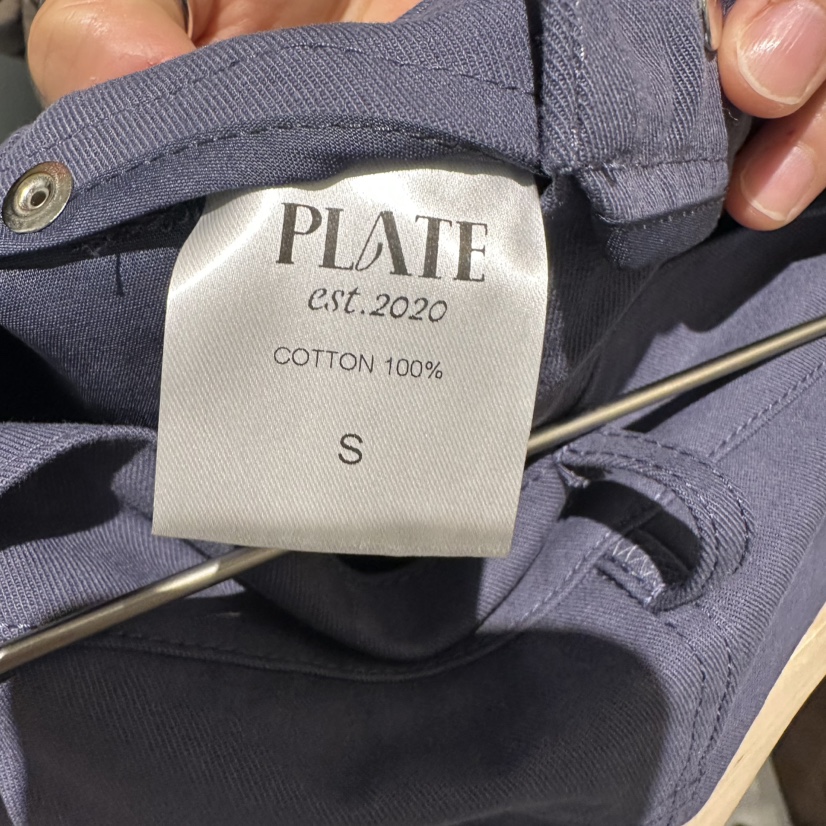 PLATE
est.2020
COTTON 100%
S